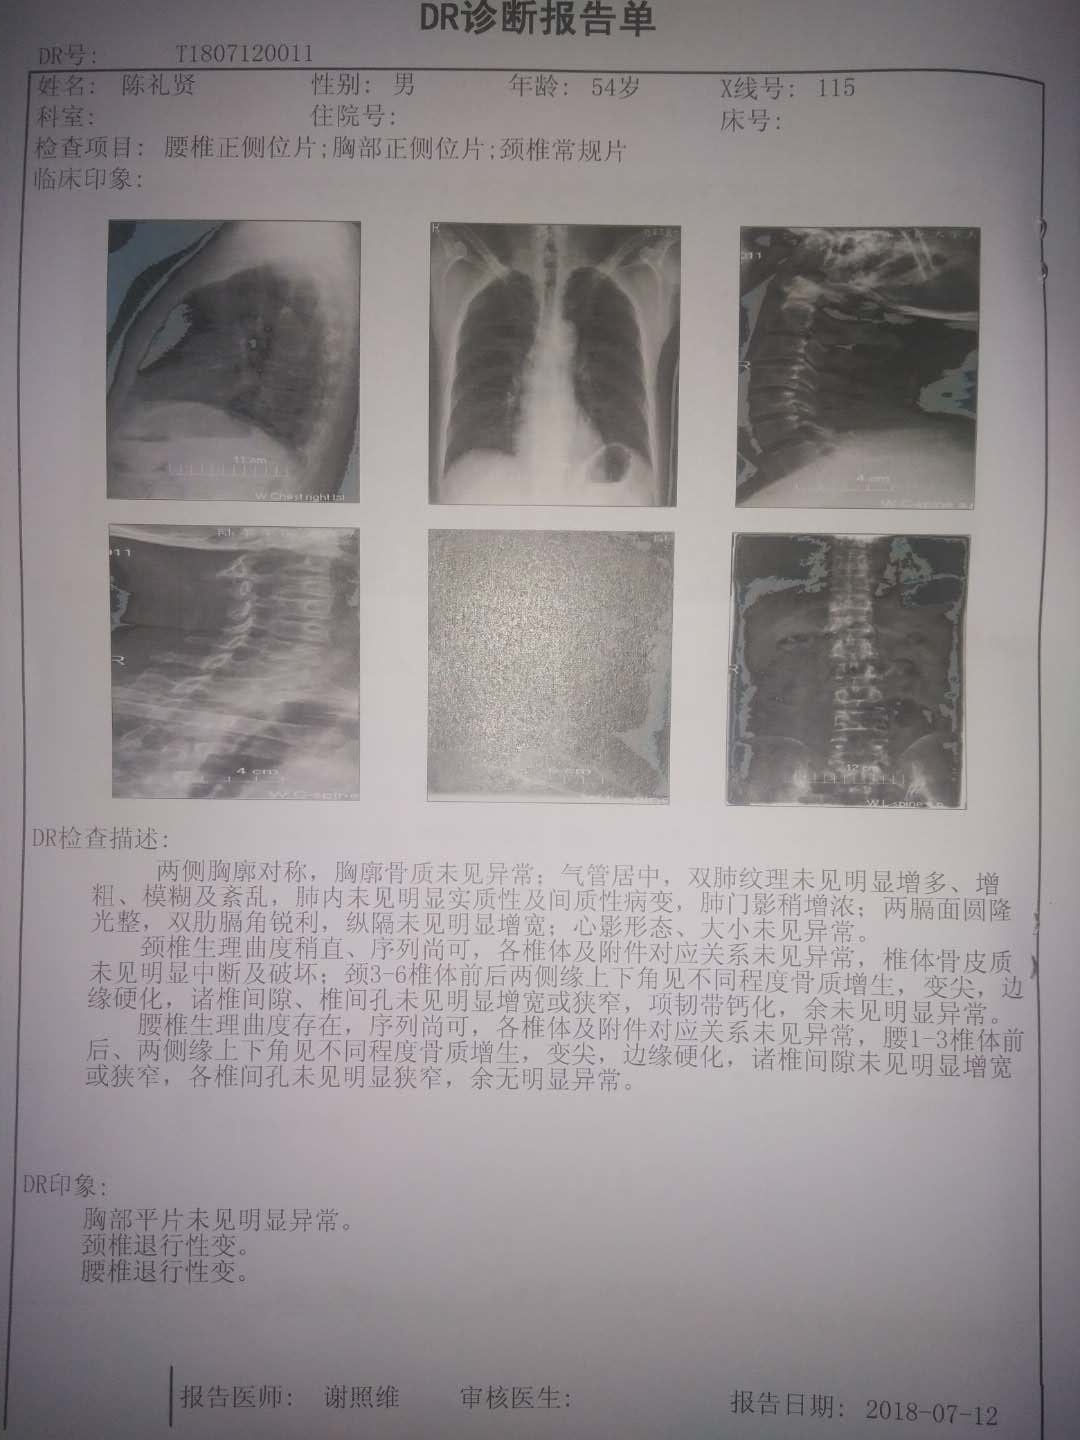 DR诊断报告单
DR号: T1807120011
姓名: 陈礼贤 性别: 男 年龄: 54岁 X线号: 115
科室: 住院号: 床号:
检查项目: 腰椎正侧位片;胸部正侧位片;颈椎常规片
临床印象:
11 cm
W Chest right lat
R
011
R
4 cm
W C-spine
011
R
4 cm
W C-spine
cm
R
12 cm
W L-spine a.p
DR检查描述:
两侧胸廓对称，胸廓骨质未见异常；气管居中，双肺纹理未见明显增多、增
粗、模糊及紊乱，肺内未见明显实质性及间质性病变，肺门影稍增浓；两膈面圆隆
光整，双肋膈角锐利，纵隔未见明显增宽；心影形态、大小未见异常。
颈椎生理曲度稍直、序列尚可，各椎体及附件对应关系未见异常，椎体骨皮质
未见明显中断及破坏；颈3-6椎体前后两侧缘上下角见不同程度骨质增生，变尖，边
缘硬化，诸椎间隙、椎间孔未见明显增宽或狭窄，项韧带钙化，余未见明显异常。
腰椎生理曲度存在，序列尚可，各椎体及附件对应关系未见异常，腰1-3椎体前
后、两侧缘上下角见不同程度骨质增生，变尖，边缘硬化，诸椎间隙未见明显增宽
或狭窄，各椎间孔未见明显狭窄，余无明显异常。
DR印象:
胸部平片未见明显异常。
颈椎退行性变。
腰椎退行性变。
报告医师: 谢照维 审核医生: 报告日期: 2018-07-12